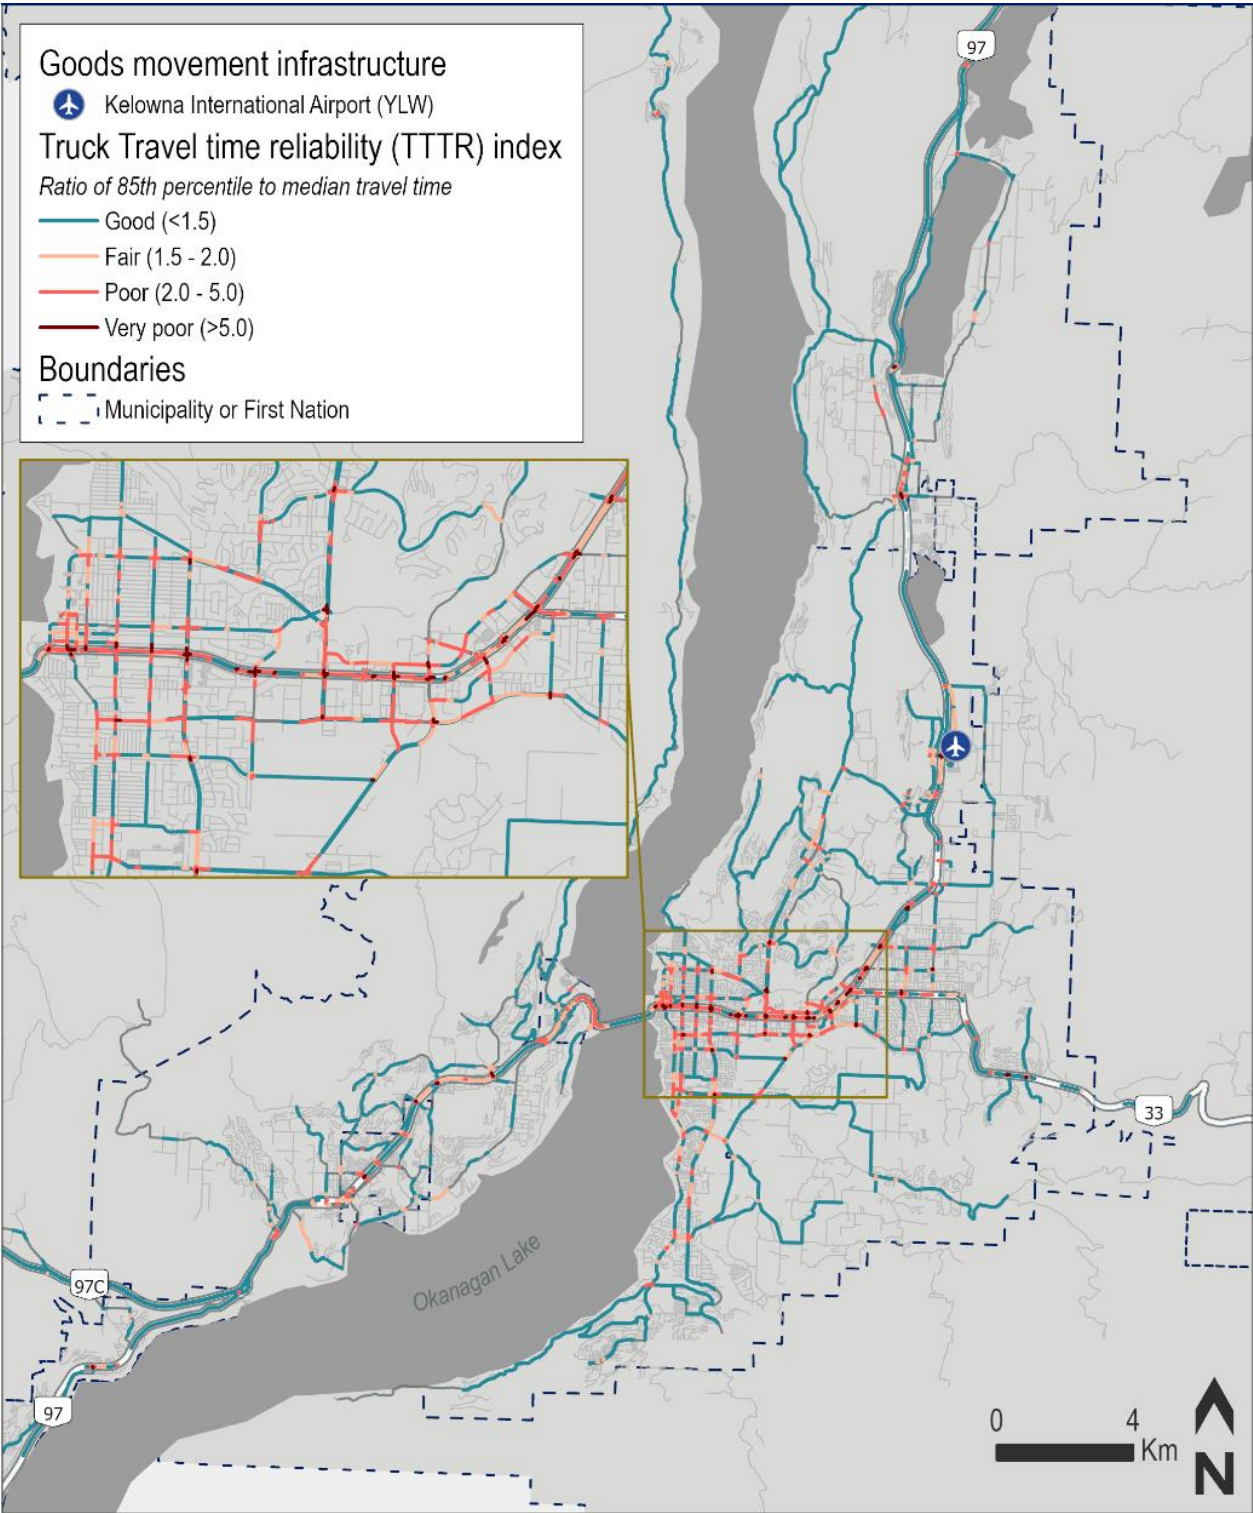 Goods movement infrastructure
Kelowna International Airport (YLW)
Truck Travel time reliability (TTTR) index
Ratio of 85th percentile to median travel time
Good (<1.5)
Fair (1.5 - 2.0)
Poor (2.0 - 5.0)
Very poor (>5.0)
Boundaries
Municipality or First Nation
97
33
97C
Okanagan Lake
97
0 4
Km
N